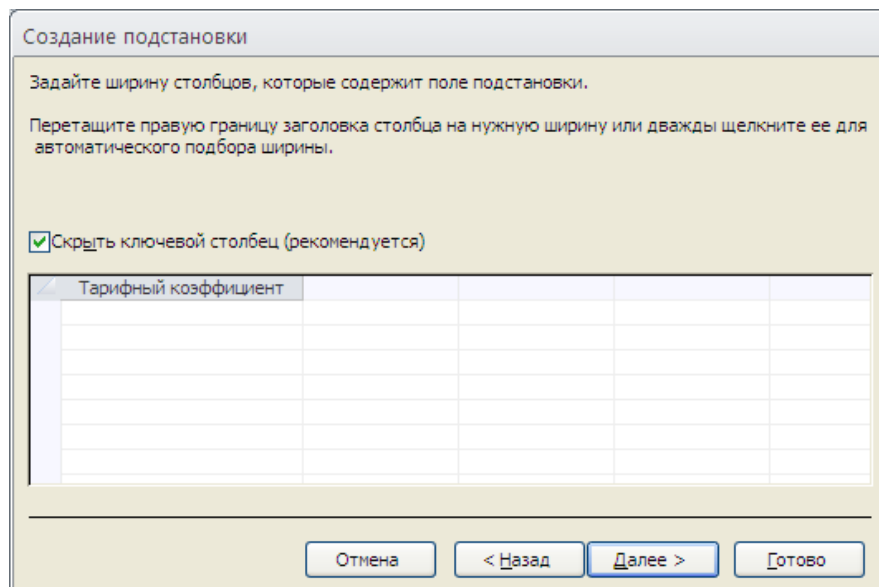 Создание подстановки
Задайте ширину столбцов, которые содержит поле подстановки.
Перетащите правую границу заголовка столбца на нужную ширину или дважды щелкните ее для
автоматического подбора ширины.
Скрыть ключевой столбец (рекомендуется)
Тарифный коэффициент
Отмена
< Назад
Далее >
Готово